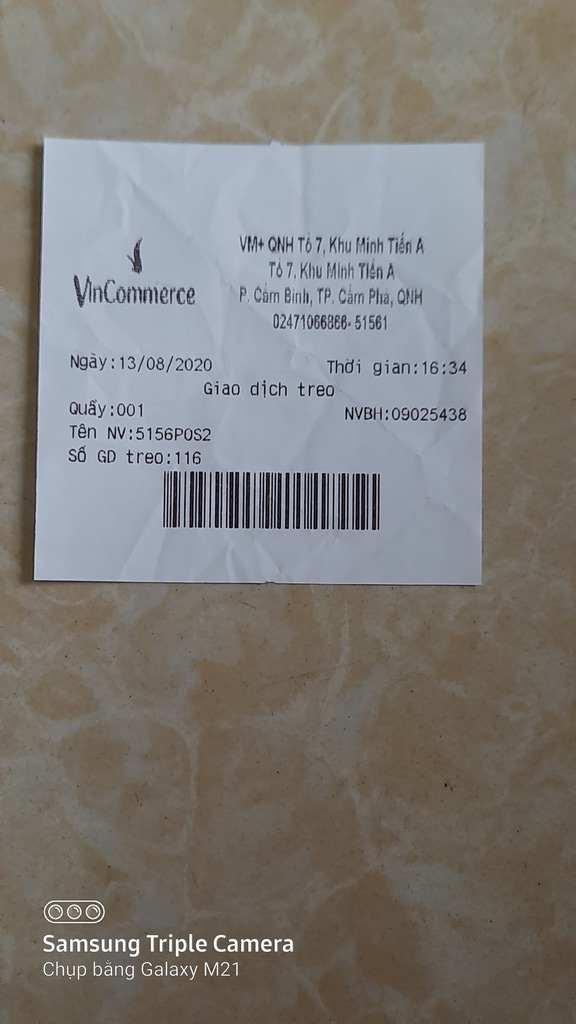 VinCommerce
VM+ QNH Tổ 7, Khu Minh Tiến A
Tổ 7, Khu Minh Tiến A
P. Cẩm Bình, TP. Cẩm Phả, QNH
02471066866- 51561
Ngày:13/08/2020 Thời gian:16:34
Giao dịch treo
Quầy:001 NVBH:09025438
Tên NV:5156POS2
Số GD treo:116
Samsung Triple Camera
Chụp bằng Galaxy M21